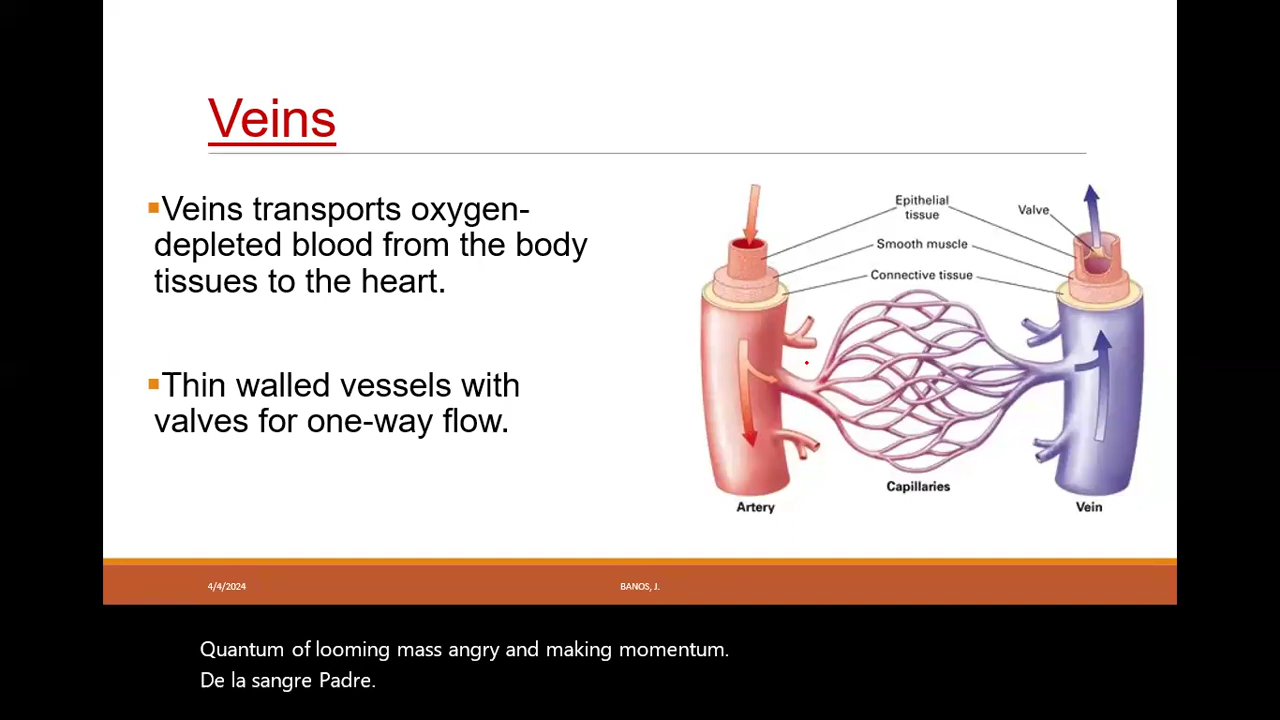 Veins
▪Veins transports oxygen-
depleted blood from the body
tissues to the heart.
▪Thin walled vessels with
valves for one-way flow.
Epithelial
tissue
Valve
Smooth muscle
Connective tissue
Capillaries
Artery
Vein
4/4/2024
BANOS, J.
Quantum of looming mass angry and making momentum.
De la sangre Padre.